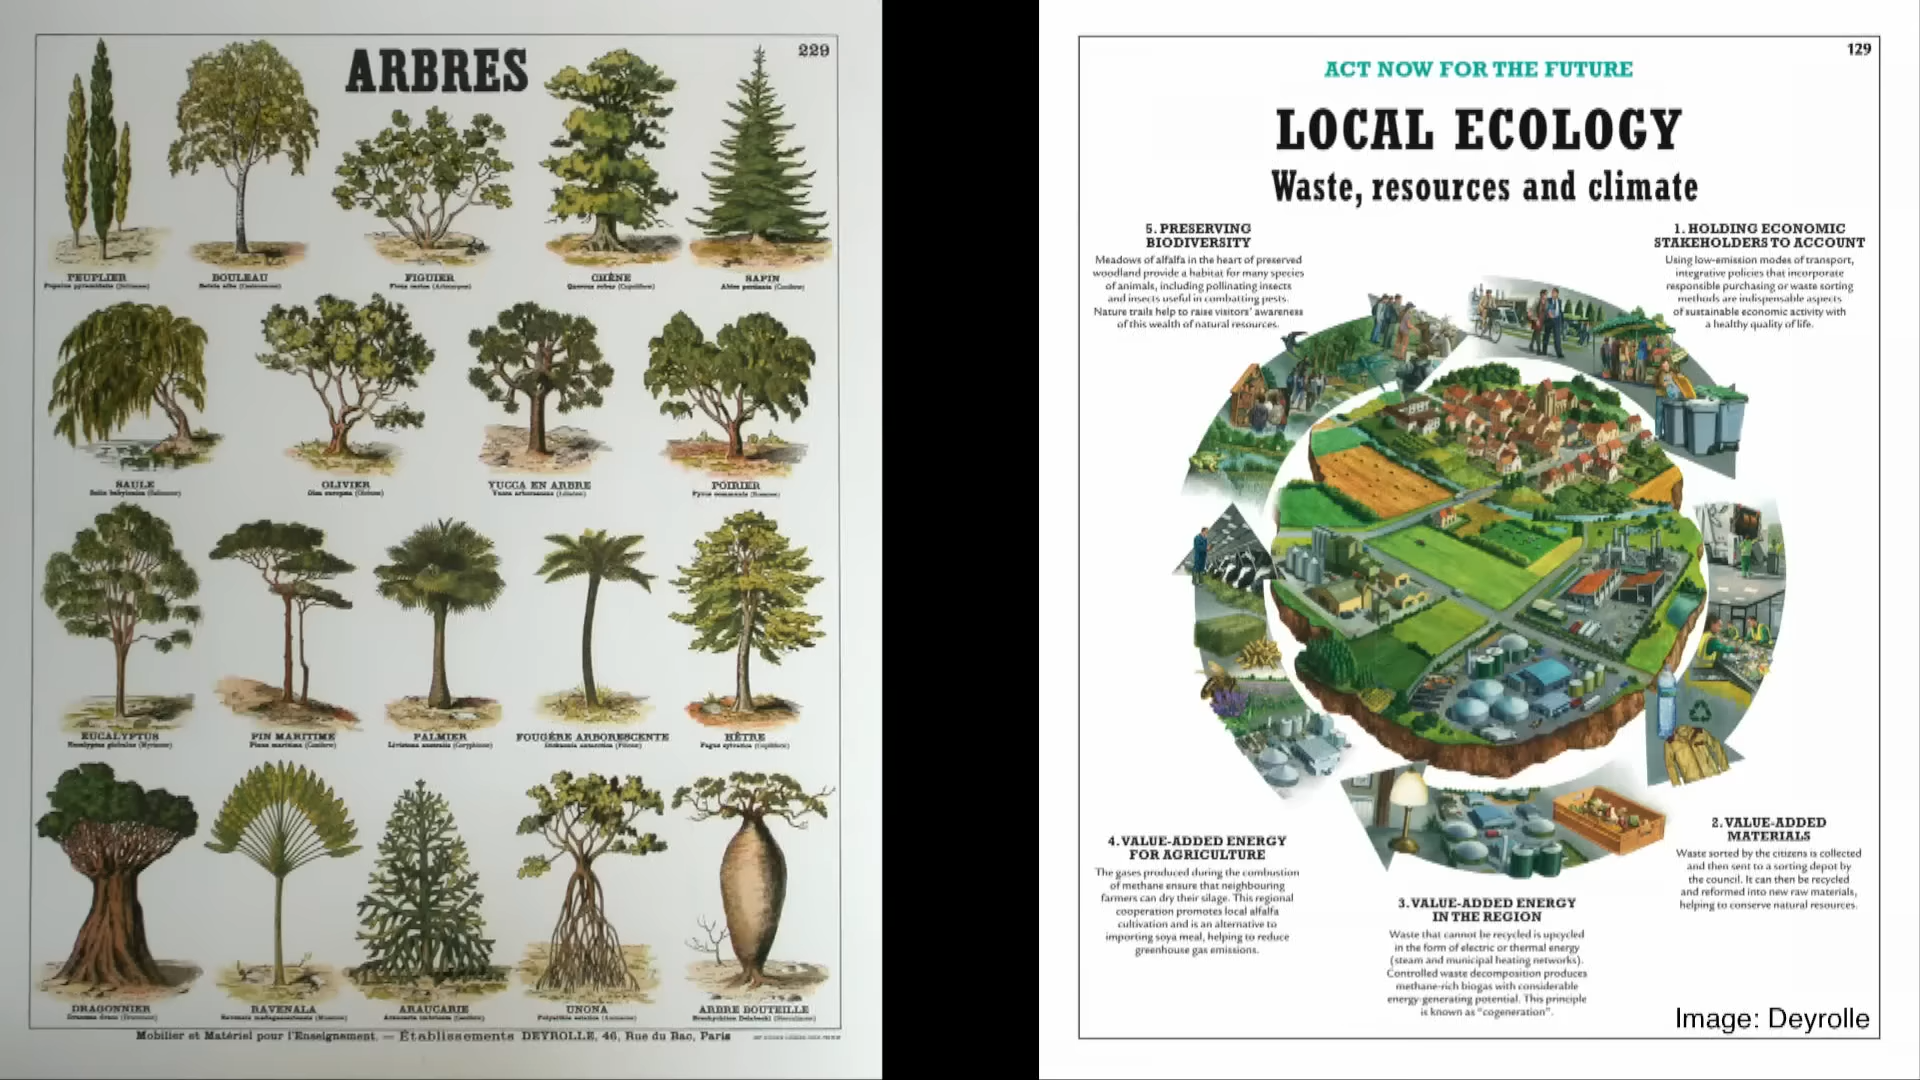 ARBRES
229
PEUPLIER
BOULEAU
FIGUIER
CHÊNE
SAPIN
SAULE
OLIVIER
YUCCA EN ARBRE
POIRIER
EUCALYPTUS
PIN MARITIME
PALMIER
FOUGÈRE ARBORESCENTE
HÊTRE
DRAGONNIER
RAVENALA
ARAUCARIE
UNONA
ARBRE BOUTEILLE
Mobilier et Matériel pour l'Enseignement. — Établissements DEYROLLE, 46, Rue du Bac, Paris
129
ACT NOW FOR THE FUTURE
LOCAL ECOLOGY
Waste, resources and climate
5. PRESERVING
BIODIVERSITY
Meadows of alfalfa in the heart of preserved
woodland provide a habitat for many species
of animals, including pollinating insects
and insects useful in combatting pests.
Nature trails help to raise visitors' awareness
of this wealth of natural resources.
1. HOLDING ECONOMIC
STAKEHOLDERS TO ACCOUNT
Using low-emission modes of transport,
integrative policies that incorporate
responsible purchasing or waste sorting
methods are indispensable aspects
of sustainable economic activity with
a healthy quality of life.
4. VALUE-ADDED ENERGY
FOR AGRICULTURE
The gases produced during the combustion
of methane ensure that neighbouring
farmers can dry their silage. This regional
cooperation promotes local alfalfa
cultivation and is an alternative to
importing soya meal, helping to reduce
greenhouse gas emissions.
3. VALUE-ADDED ENERGY
IN THE REGION
Waste that cannot be recycled is upcycled
in the form of electric or thermal energy
(steam and municipal heating networks).
Controlled waste decomposition produces
methane-rich biogas with considerable
energy-generating potential. This principle
is known as "cogeneration".
2. VALUE-ADDED
MATERIALS
Waste sorted by the citizens is collected
and then sent to a sorting depot by
the council. It can then be recycled
and reformed into new raw materials,
helping to conserve natural resources.
Image: Deyrolle